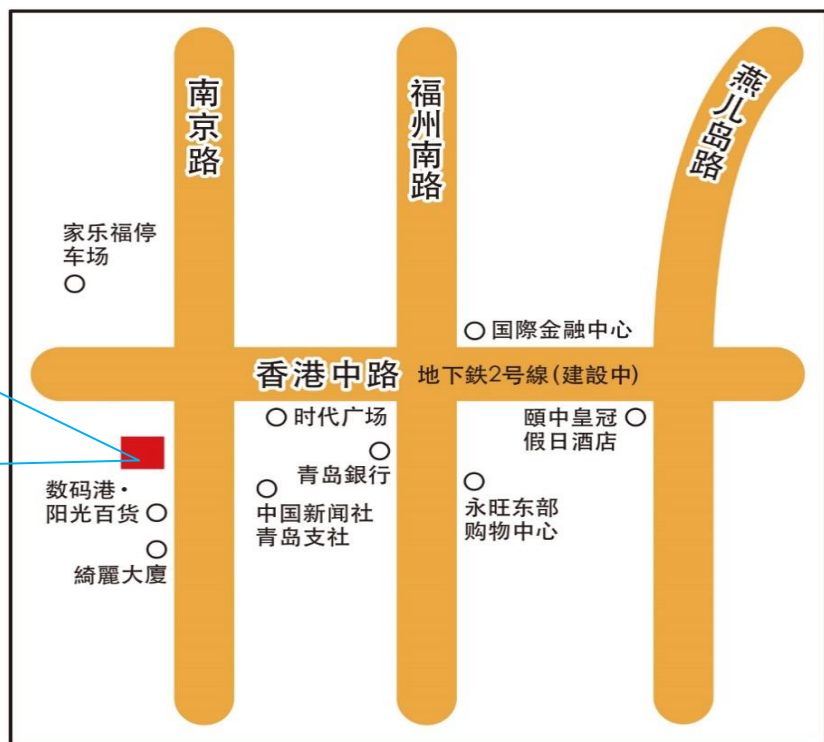 南京路
福州南路
燕儿岛路
家乐福停
车场
国際金融中心
香港中路
地下鉄2号線(建設中)
时代广场
頤中皇冠
假日酒店
青岛銀行
数码港・
阳光百货
中国新闻社
青岛支社
永旺东部
购物中心
綺麗大廈